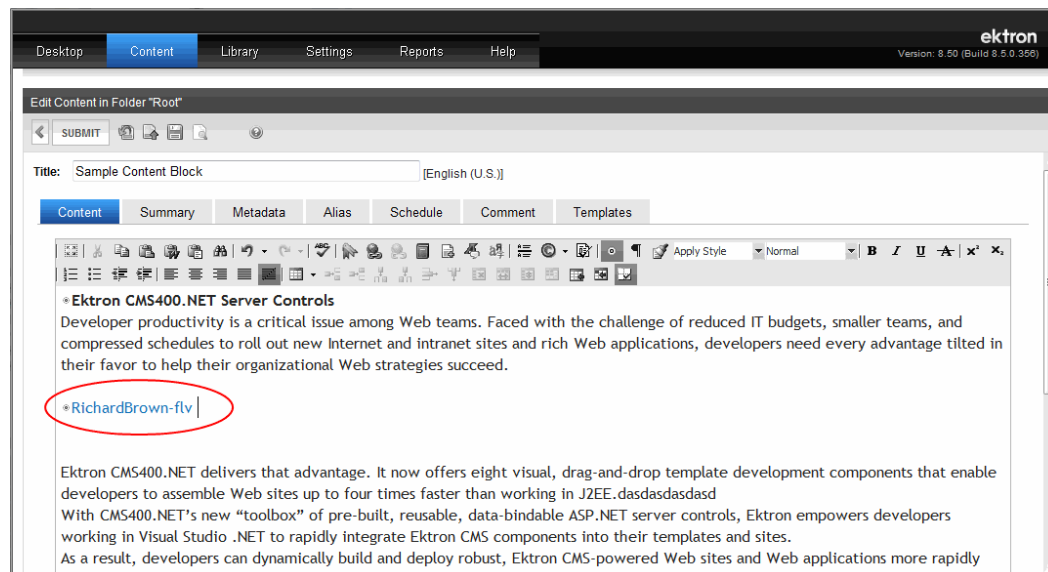 ektron
Desktop Content Library Settings Reports Help
Version: 8.50 (Build 8.5.0.356)
Edit Content in Folder "Root"
SUBMIT
Title: Sample Content Block [English (U.S.)]
Content Summary Metadata Alias Schedule Comment Templates
Apply Style Normal B I U A x² x₂
Ektron CMS400.NET Server Controls
Developer productivity is a critical issue among Web teams. Faced with the challenge of reduced IT budgets, smaller teams, and
compressed schedules to roll out new Internet and intranet sites and rich Web applications, developers need every advantage tilted in
their favor to help their organizational Web strategies succeed.
RichardBrown-flv
Ektron CMS400.NET delivers that advantage. It now offers eight visual, drag-and-drop template development components that enable
developers to assemble Web sites up to four times faster than working in J2EE.dasdasdasdasd
With CMS400.NET’s new “toolbox” of pre-built, reusable, data-bindable ASP.NET server controls, Ektron empowers developers
working in Visual Studio .NET to rapidly integrate Ektron CMS components into their templates and sites.
As a result, developers can dynamically build and deploy robust, Ektron CMS-powered Web sites and Web applications more rapidly